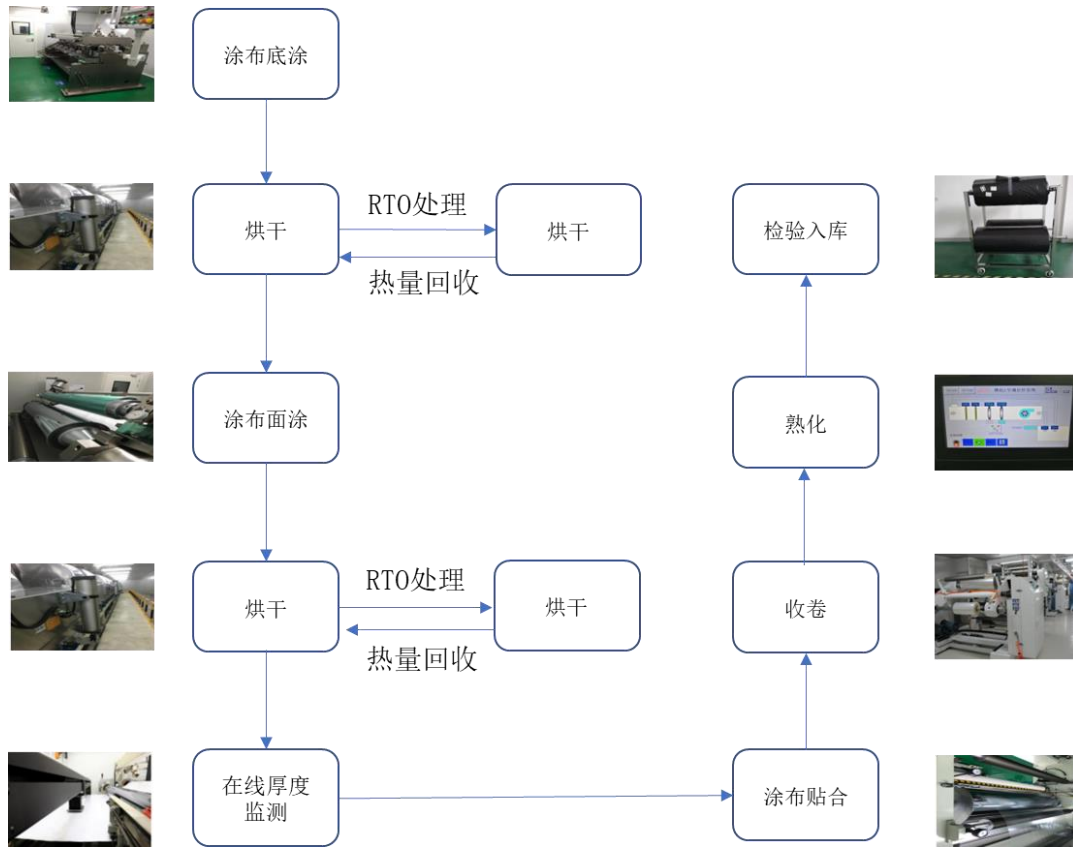 涂布底涂
烘干
RTO处理
热量回收
烘干
检验入库
涂布面涂
熟化
烘干
RTO处理
热量回收
烘干
收卷
在线厚度
监测
涂布贴合